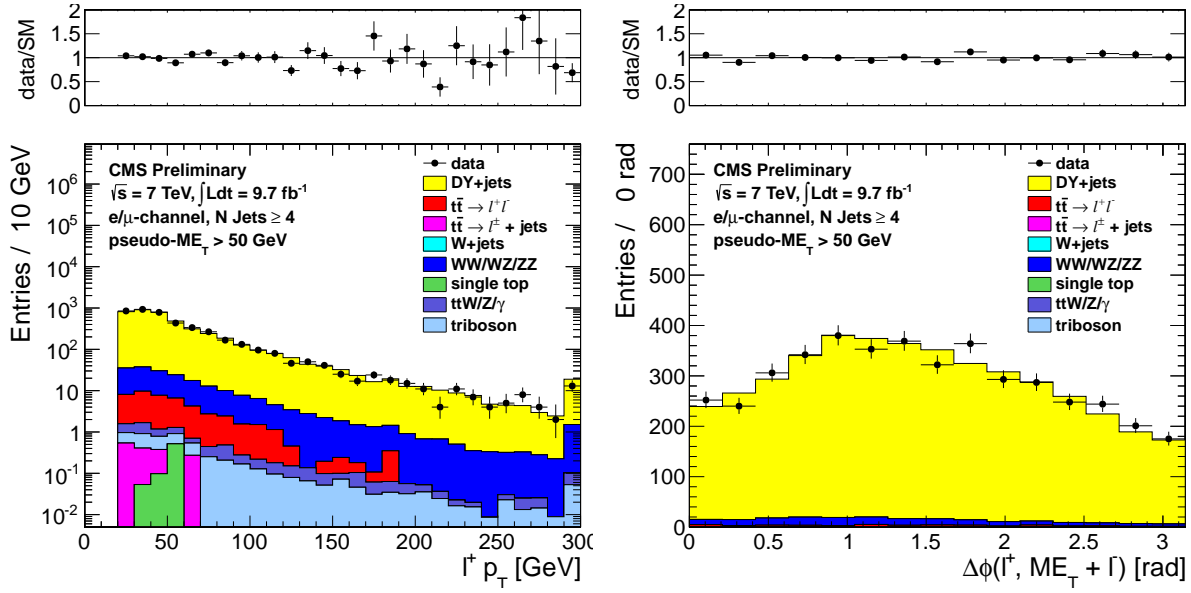 data/SM
2
1.5
1
0.5
0
Entries / 10 GeV
CMS Preliminary
√s = 7 TeV, ∫Ldt = 9.7 fb⁻¹
e/μ-channel, N Jets ≥ 4
pseudo-ME_T > 50 GeV
data
DY+jets
tt̄ → l⁺l⁻
tt̄ → l± + jets
W+jets
WW/WZ/ZZ
single top
ttW/Z/γ
triboson
10⁶
10⁵
10⁴
10³
10²
10
1
10⁻¹
10⁻²
0 50 100 150 200 250 300
l⁺ p_T [GeV]
data/SM
2
1.5
1
0.5
0
Entries / 0 rad
CMS Preliminary
√s = 7 TeV, ∫Ldt = 9.7 fb⁻¹
e/μ-channel, N Jets ≥ 4
pseudo-ME_T > 50 GeV
data
DY+jets
tt̄ → l⁺l⁻
tt̄ → l± + jets
W+jets
WW/WZ/ZZ
single top
ttW/Z/γ
triboson
700
600
500
400
300
200
100
0
0 0.5 1 1.5 2 2.5 3
Δϕ(l⁺, ME_T + l⁻) [rad]